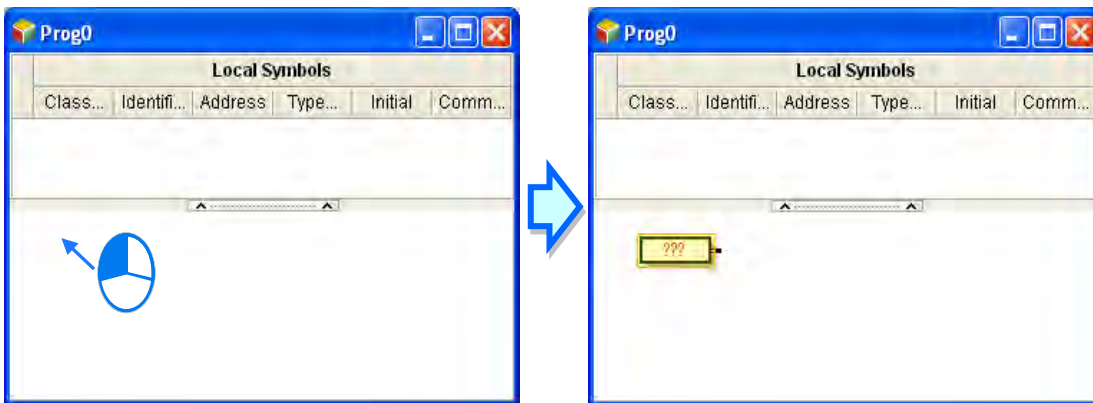 Prog0
Local Symbols
Class... Identifi... Address Type... Initial Comm...
Prog0
Local Symbols
Class... Identifi... Address Type... Initial Comm...
???